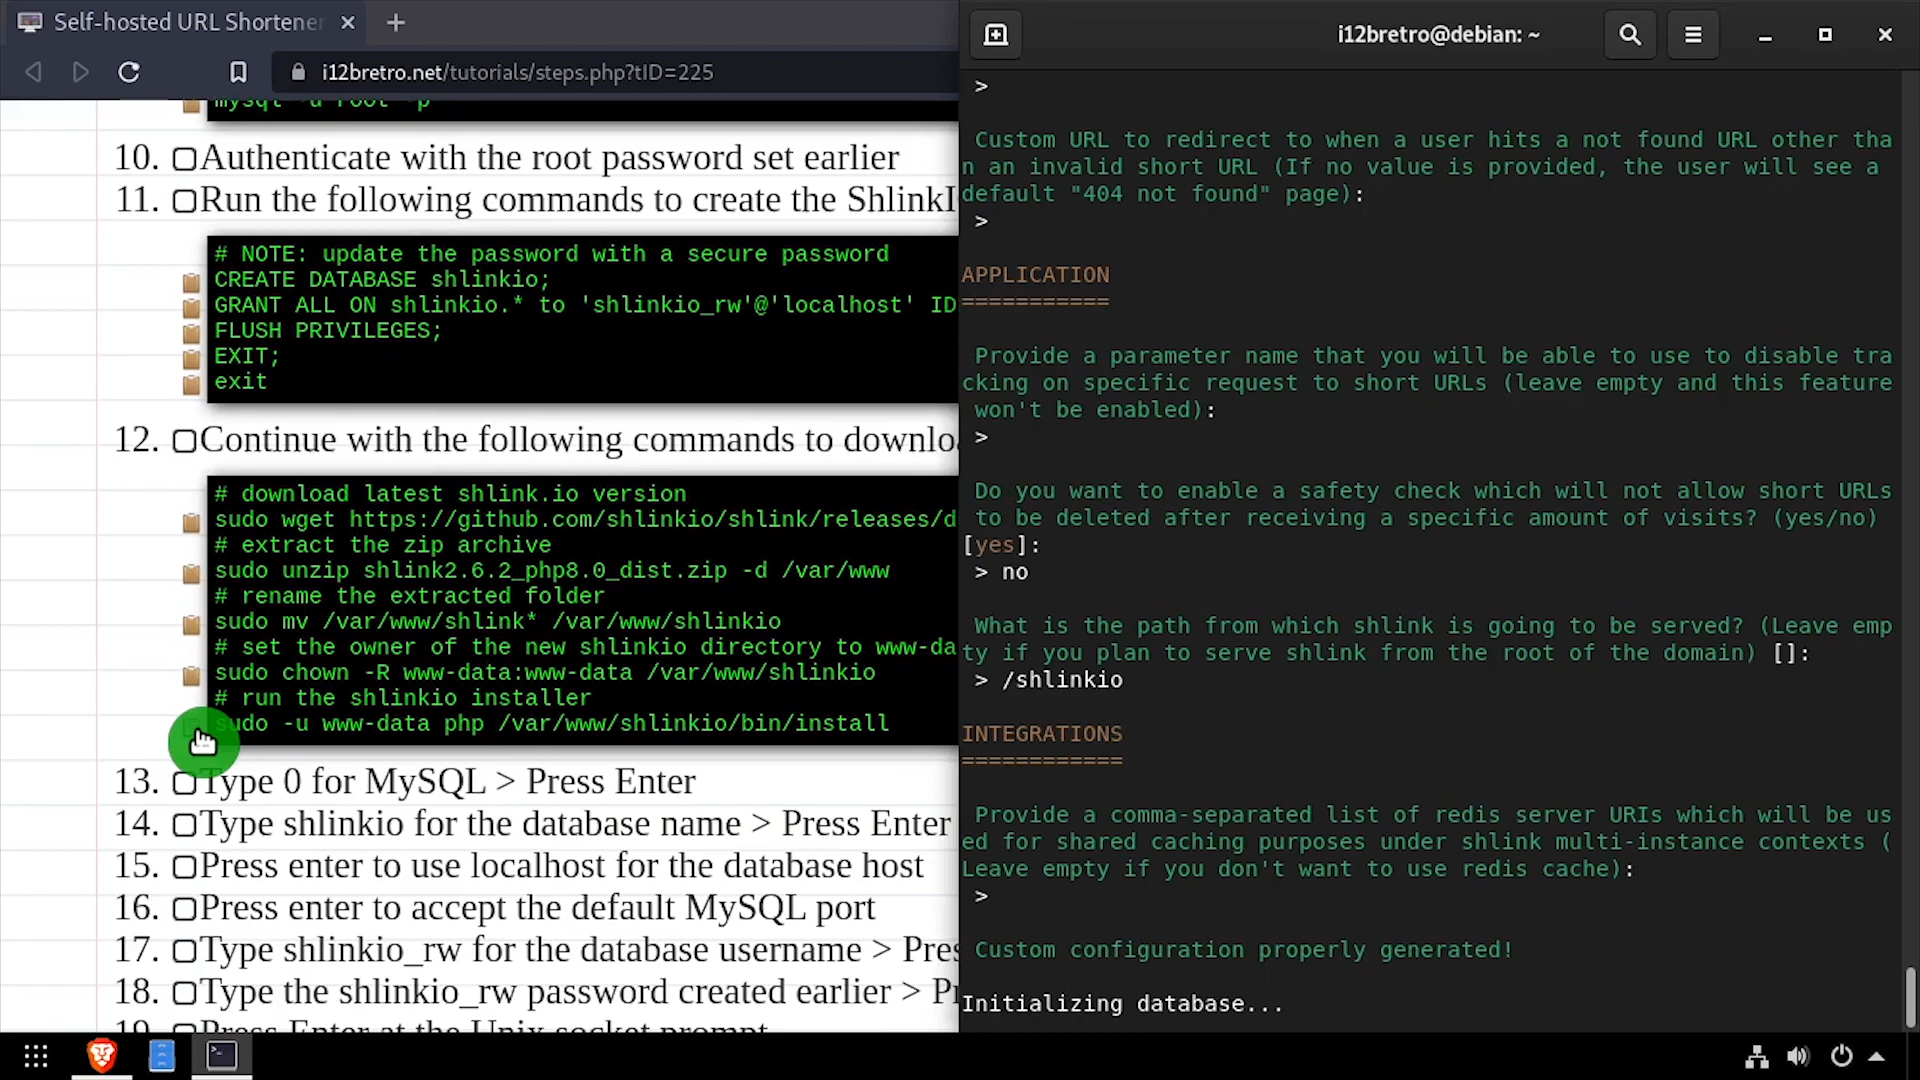 Self-hosted URL Shortener
i12bretro.net/tutorials/steps.php?tID=225
mysql -u root -p
10. Authenticate with the root password set earlier
11. Run the following commands to create the ShlinkI
# NOTE: update the password with a secure password
CREATE DATABASE shlinkio;
GRANT ALL ON shlinkio.* to 'shlinkio_rw'@'localhost' ID
FLUSH PRIVILEGES;
EXIT;
exit
12. Continue with the following commands to downlo
# download latest shlink.io version
sudo wget https://github.com/shlinkio/shlink/releases/d
# extract the zip archive
sudo unzip shlink2.6.2_php8.0_dist.zip -d /var/www
# rename the extracted folder
sudo mv /var/www/shlink* /var/www/shlinkio
# set the owner of the new shlinkio directory to www-da
sudo chown -R www-data:www-data /var/www/shlinkio
# run the shlinkio installer
sudo -u www-data php /var/www/shlinkio/bin/install
13. Type 0 for MySQL > Press Enter
14. Type shlinkio for the database name > Press Enter
15. Press enter to use localhost for the database host
16. Press enter to accept the default MySQL port
17. Type shlinkio_rw for the database username > Pres
18. Type the shlinkio_rw password created earlier > Pr
19. Press Enter at the Unix socket prompt
i12bretro@debian: ~
>
Custom URL to redirect to when a user hits a not found URL other tha
n an invalid short URL (If no value is provided, the user will see a
default "404 not found" page):
>
APPLICATION
===========
Provide a parameter name that you will be able to use to disable tra
cking on specific request to short URLs (leave empty and this feature
won't be enabled):
>
Do you want to enable a safety check which will not allow short URLs
to be deleted after receiving a specific amount of visits? (yes/no)
[yes]:
> no
What is the path from which shlink is going to be served? (Leave emp
ty if you plan to serve shlink from the root of the domain) []:
> /shlinkio
INTEGRATIONS
============
Provide a comma-separated list of redis server URIs which will be us
ed for shared caching purposes under shlink multi-instance contexts (
Leave empty if you don't want to use redis cache):
>
Custom configuration properly generated!
Initializing database...